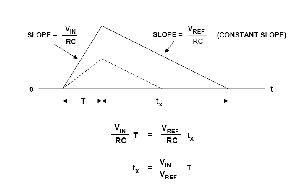 SLOPE = V_IN / RC
SLOPE = V_REF / RC (CONSTANT SLOPE)
0
t
T
t_x
V_IN / RC T = V_REF / RC t_x
t_x = V_IN / V_REF T